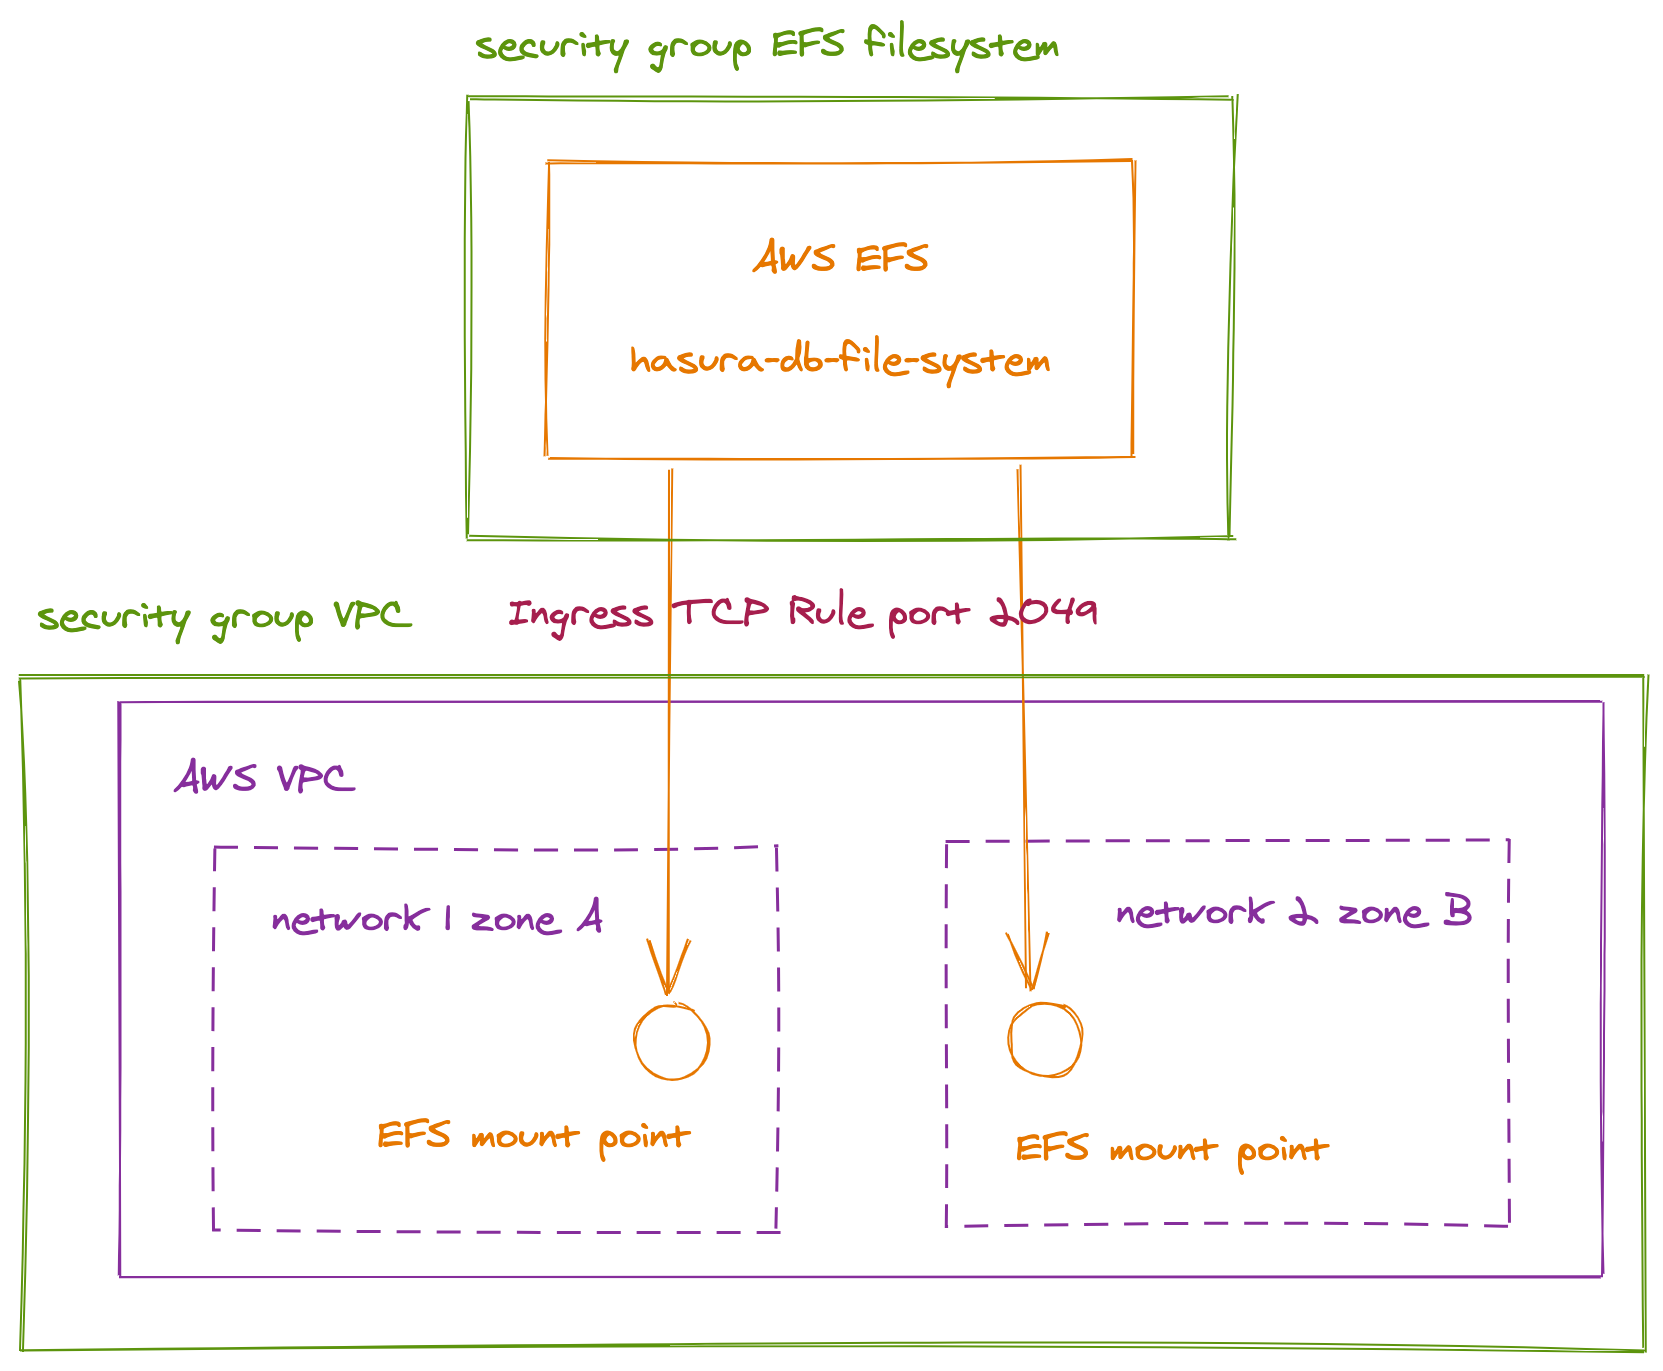 security group EFS filesystem
AWS EFS
hasura-db-file-system
security group VPC
Ingress TCP Rule port 2049
AWS VPC
network 1 zone A
network 2 zone B
EFS mount point
EFS mount point